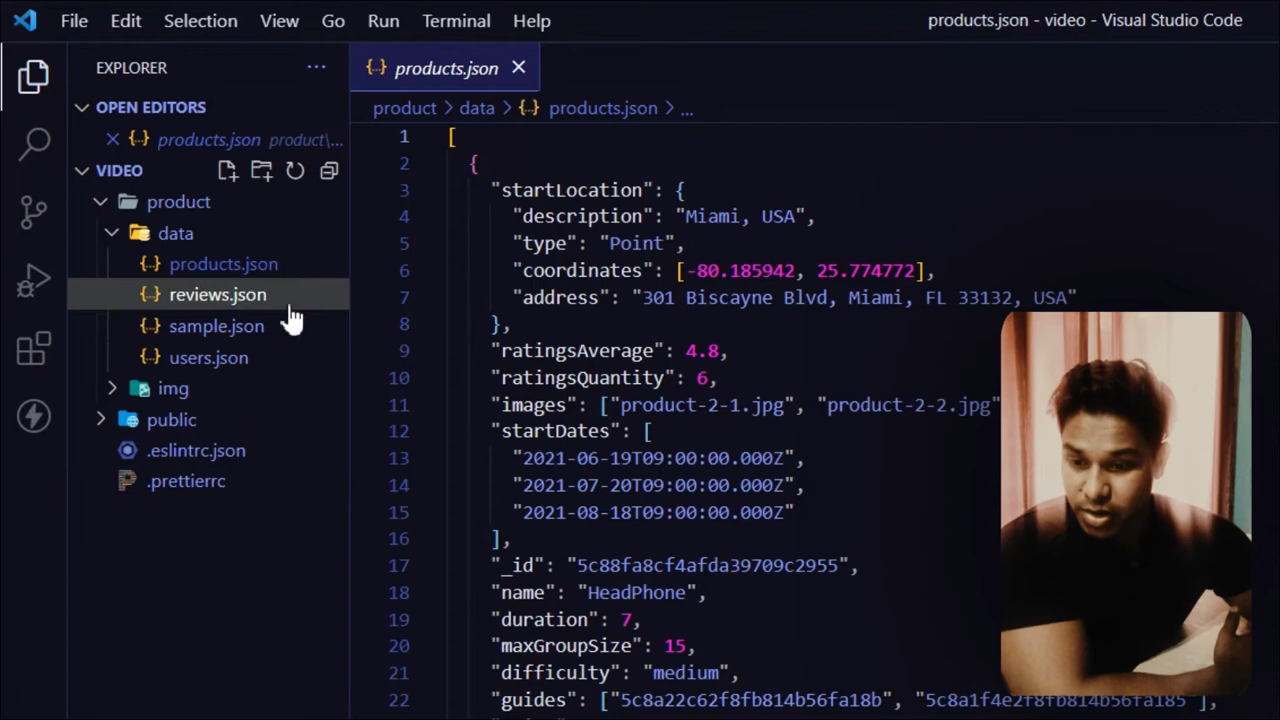 File Edit Selection View Go Run Terminal Help
products.json - video - Visual Studio Code
EXPLORER ...
OPEN EDITORS
products.json product\...
VIDEO
product
data
products.json
reviews.json
sample.json
users.json
img
public
.eslintrc.json
.prettierrc
products.json
product > data > {..} products.json > ...
1 [
2 {
3 "startLocation": {
4 "description": "Miami, USA",
5 "type": "Point",
6 "coordinates": [-80.185942, 25.774772],
7 "address": "301 Biscayne Blvd, Miami, FL 33132, USA"
8 },
9 "ratingsAverage": 4.8,
10 "ratingsQuantity": 6,
11 "images": ["product-2-1.jpg", "product-2-2.jpg"
12 "startDates": [
13 "2021-06-19T09:00:00.000Z",
14 "2021-07-20T09:00:00.000Z",
15 "2021-08-18T09:00:00.000Z"
16 ],
17 "_id": "5c88fa8cf4afda39709c2955",
18 "name": "HeadPhone",
19 "duration": 7,
20 "maxGroupSize": 15,
21 "difficulty": "medium",
22 "guides": ["5c8a22c62f8fb814b56fa18b", "5c8a1f4e2f8fb814b56fa185"],